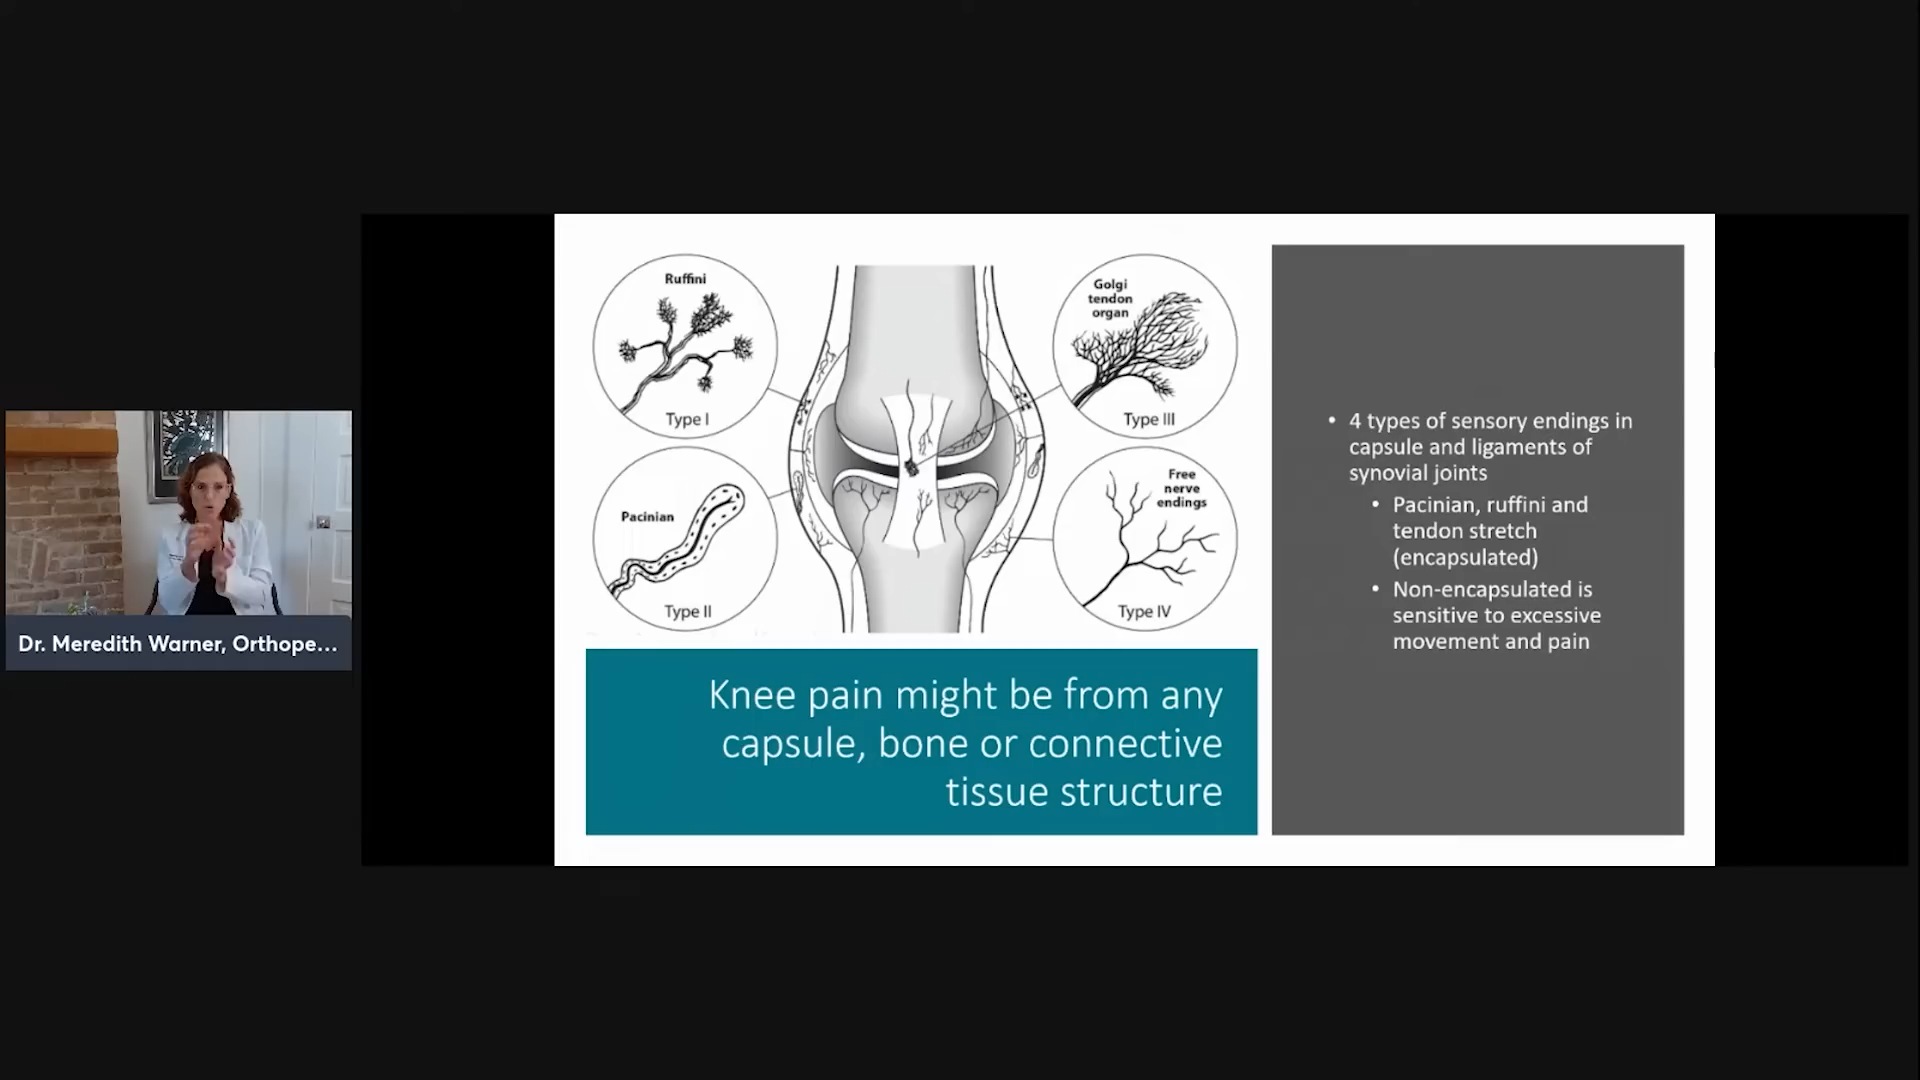 Ruffini
Type I
Golgi
tendon
organ
Type III
Pacinian
Type II
Free
nerve
endings
Type IV
Knee pain might be from any
capsule, bone or connective
tissue structure
• 4 types of sensory endings in
capsule and ligaments of
synovial joints
• Pacinian, ruffini and
tendon stretch
(encapsulated)
• Non-encapsulated is
sensitive to excessive
movement and pain
Dr. Meredith Warner, Orthope...